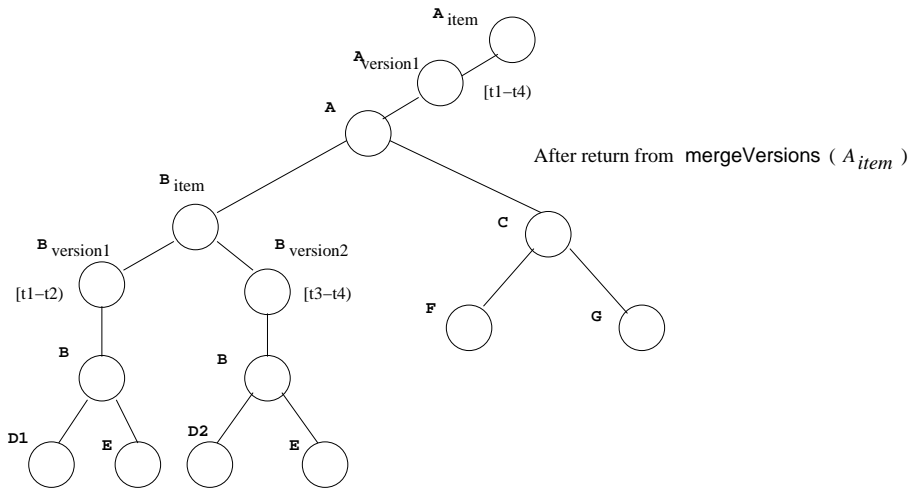 A item
A version1
[t1–t4)
A
After return from mergeVersions ( A item )
B item
C
B version1
B version2
[t1–t2)
[t3–t4)
F
G
B
B
D1
E
D2
E